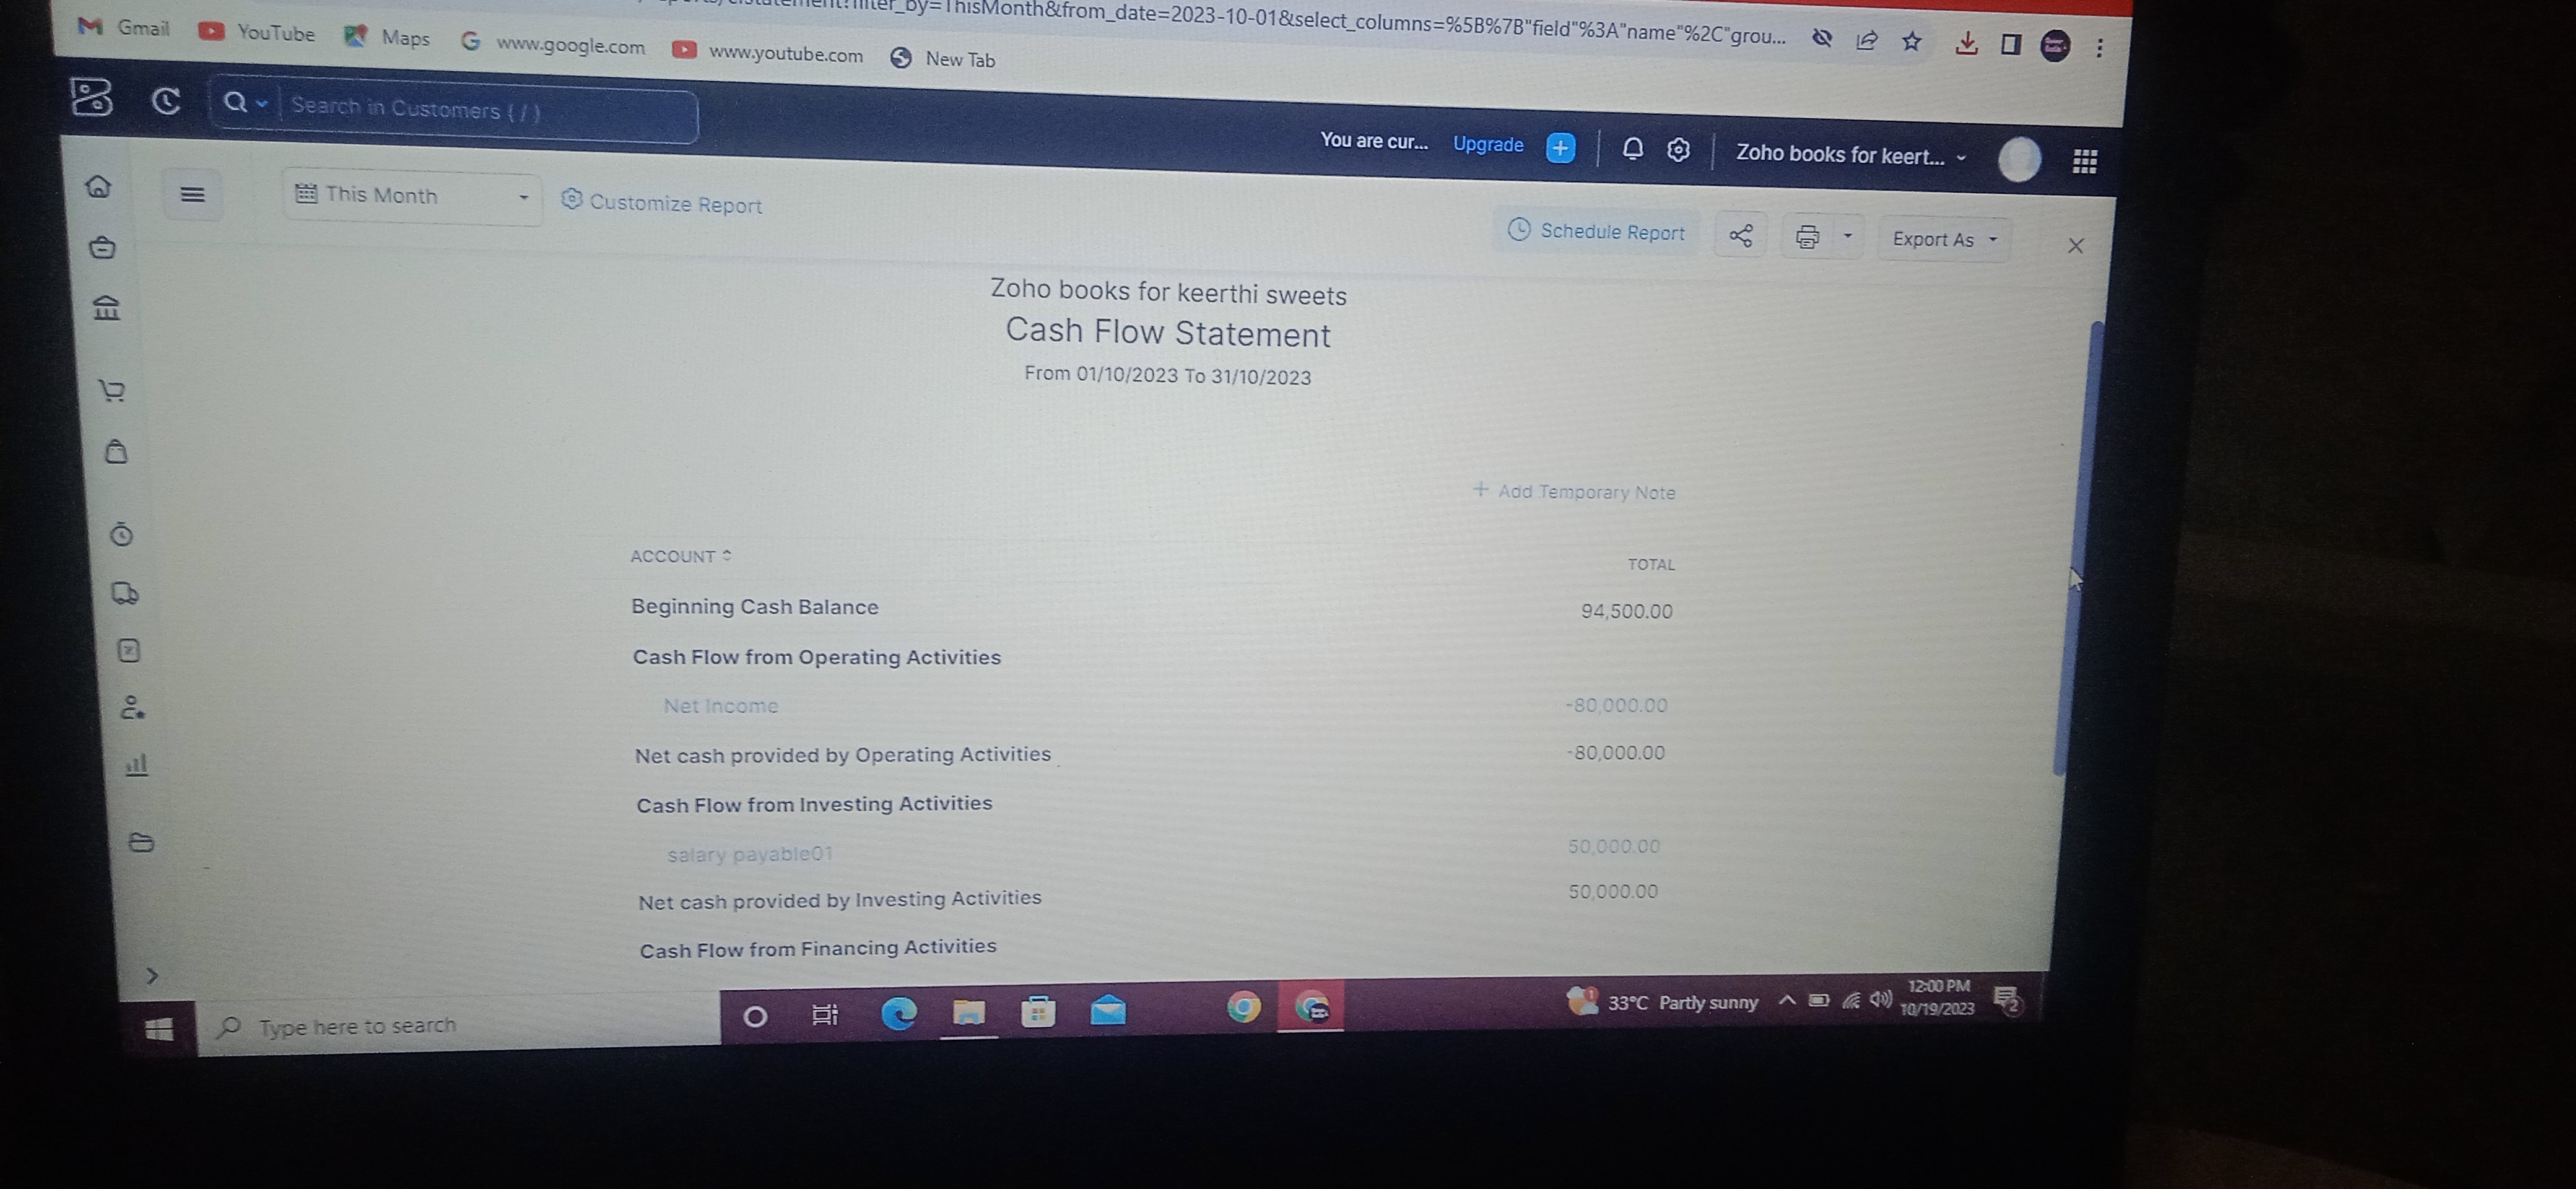 filter_by=ThisMonth&from_date=2023-10-01&select_columns=%5B%7B"field"%3A"name"%2C"grou...
Gmail YouTube Maps www.google.com www.youtube.com New Tab
Search in Customers ( / )
You are cur... Upgrade Zoho books for keert...
This Month Customize Report
Schedule Report Export As
Zoho books for keerthi sweets
Cash Flow Statement
From 01/10/2023 To 31/10/2023
+ Add Temporary Note
ACCOUNT TOTAL
Beginning Cash Balance 94,500.00
Cash Flow from Operating Activities
Net Income -80,000.00
Net cash provided by Operating Activities -80,000.00
Cash Flow from Investing Activities
salary payable01 50,000.00
Net cash provided by Investing Activities 50,000.00
Cash Flow from Financing Activities
Type here to search
33°C Partly sunny
12:00 PM
10/19/2023
2